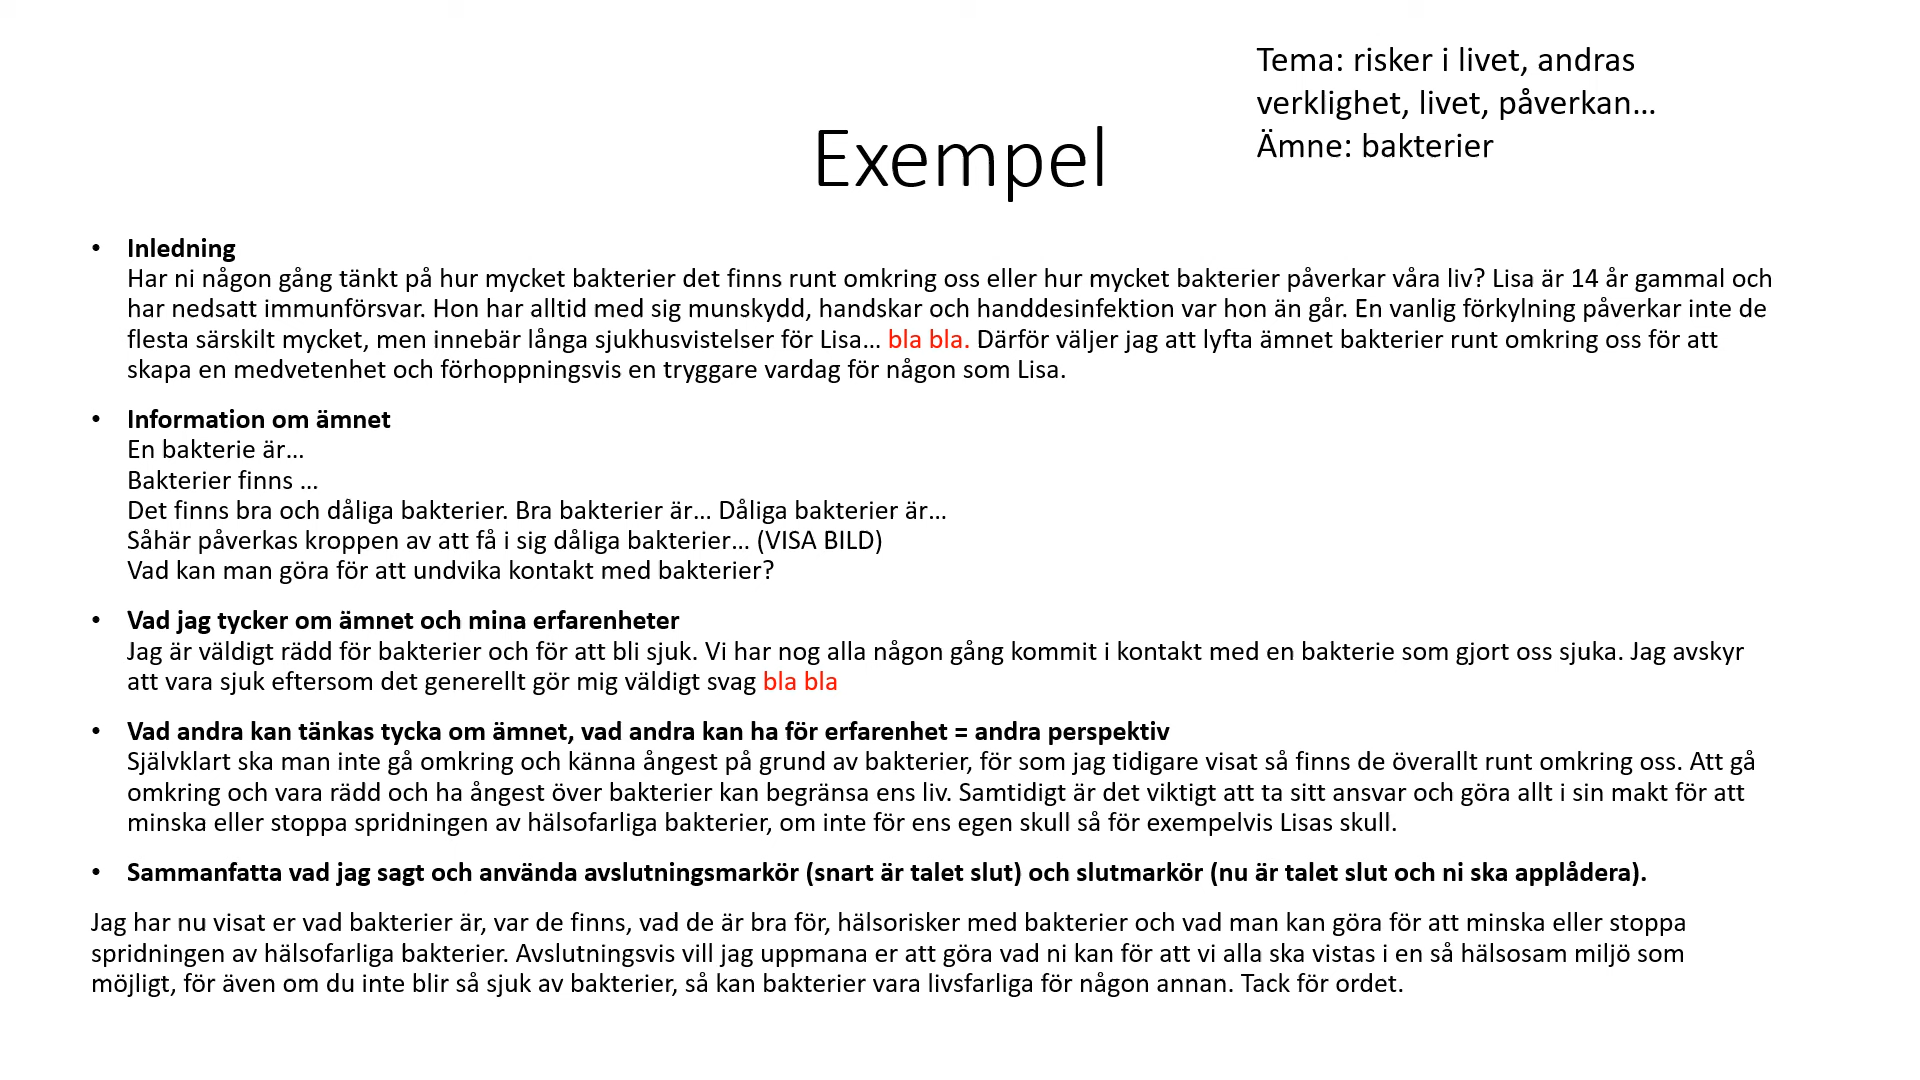 Tema: risker i livet, andras
verklighet, livet, påverkan…
Ämne: bakterier
Exempel
• Inledning
Har ni någon gång tänkt på hur mycket bakterier det finns runt omkring oss eller hur mycket bakterier påverkar våra liv? Lisa är 14 år gammal och
har nedsatt immunförsvar. Hon har alltid med sig munskydd, handskar och handdesinfektion var hon än går. En vanlig förkylning påverkar inte de
flesta särskilt mycket, men innebär långa sjukhusvistelser för Lisa… bla bla. Därför väljer jag att lyfta ämnet bakterier runt omkring oss för att
skapa en medvetenhet och förhoppningsvis en tryggare vardag för någon som Lisa.
• Information om ämnet
En bakterie är…
Bakterier finns …
Det finns bra och dåliga bakterier. Bra bakterier är… Dåliga bakterier är…
Såhär påverkas kroppen av att få i sig dåliga bakterier… (VISA BILD)
Vad kan man göra för att undvika kontakt med bakterier?
• Vad jag tycker om ämnet och mina erfarenheter
Jag är väldigt rädd för bakterier och för att bli sjuk. Vi har nog alla någon gång kommit i kontakt med en bakterie som gjort oss sjuka. Jag avskyr
att vara sjuk eftersom det generellt gör mig väldigt svag bla bla
• Vad andra kan tänkas tycka om ämnet, vad andra kan ha för erfarenhet = andra perspektiv
Självklart ska man inte gå omkring och känna ångest på grund av bakterier, för som jag tidigare visat så finns de överallt runt omkring oss. Att gå
omkring och vara rädd och ha ångest över bakterier kan begränsa ens liv. Samtidigt är det viktigt att ta sitt ansvar och göra allt i sin makt för att
minska eller stoppa spridningen av hälsofarliga bakterier, om inte för ens egen skull så för exempelvis Lisas skull.
• Sammanfatta vad jag sagt och använda avslutningsmarkör (snart är talet slut) och slutmarkör (nu är talet slut och ni ska applådera).
Jag har nu visat er vad bakterier är, var de finns, vad de är bra för, hälsorisker med bakterier och vad man kan göra för att minska eller stoppa
spridningen av hälsofarliga bakterier. Avslutningsvis vill jag uppmana er att göra vad ni kan för att vi alla ska vistas i en så hälsosam miljö som
möjligt, för även om du inte blir så sjuk av bakterier, så kan bakterier vara livsfarliga för någon annan. Tack för ordet.